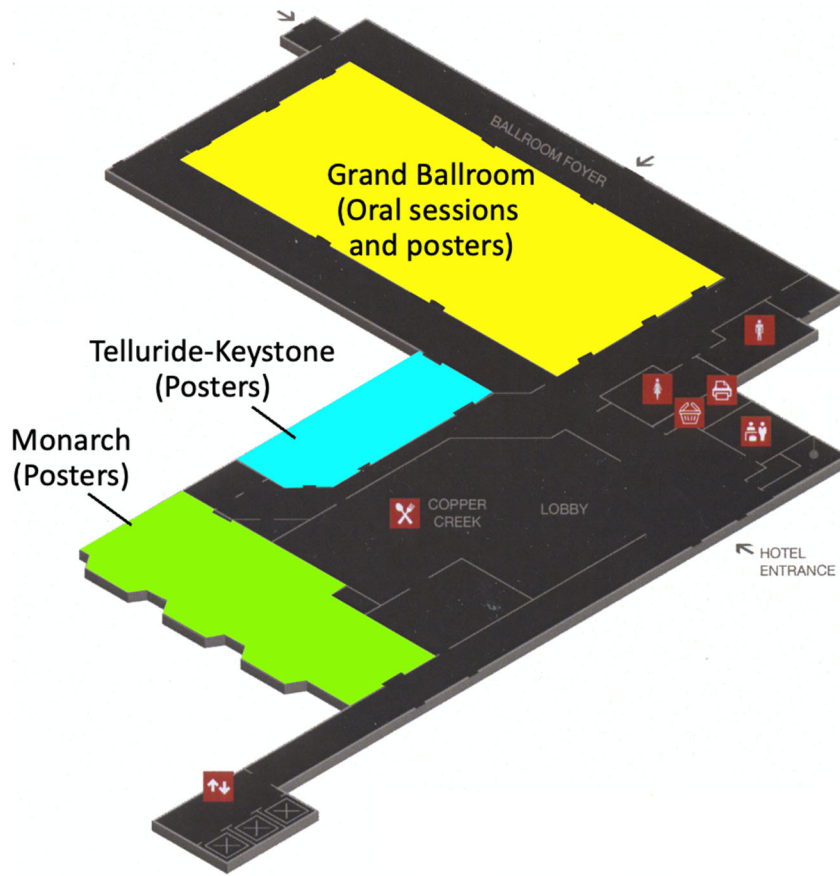 BALLROOM FOYER
Grand Ballroom
(Oral sessions
and posters)
Telluride-Keystone
(Posters)
Monarch
(Posters)
COPPER
CREEK
LOBBY
HOTEL
ENTRANCE